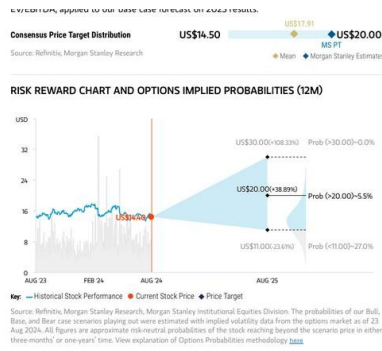 EV/EBITDA, applied to our base case forecast on 2025 results.
US$17.91
Consensus Price Target Distribution US$14.50 US$20.00
MS PT
Source: Refinitiv, Morgan Stanley Research Mean Morgan Stanley Estimates
RISK REWARD CHART AND OPTIONS IMPLIED PROBABILITIES (12M)
USD
US$30.00(+108.33%) Prob (>30.00)~0.0%
32
24
US$20.00(+38.89%) Prob (>20.00)~5.5%
16
US$14.40
US$11.00(-23.61%) Prob (<11.00)~27.0%
8
0
AUG '23 FEB '24 AUG '24 AUG '25
Key: Historical Stock Performance Current Stock Price Price Target
Source: Refinitiv, Morgan Stanley Research, Morgan Stanley Institutional Equities Division. The probabilities of our Bull,
Base, and Bear case scenarios playing out were estimated with implied volatility data from the options market as of 23
Aug 2024. All figures are approximate risk-neutral probabilities of the stock reaching beyond the scenario price in either
three-months' or one-years' time. View explanation of Options Probabilities methodology here